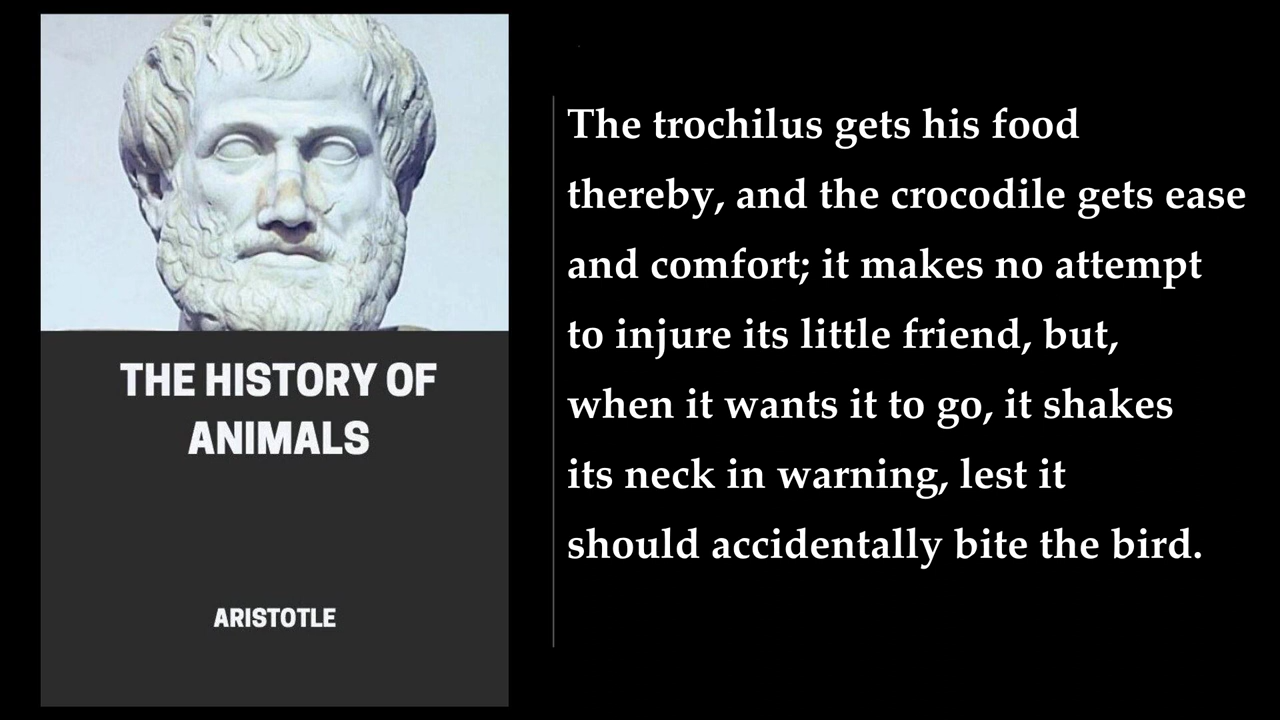 THE HISTORY OF
ANIMALS
ARISTOTLE
The trochilus gets his food
thereby, and the crocodile gets ease
and comfort; it makes no attempt
to injure its little friend, but,
when it wants it to go, it shakes
its neck in warning, lest it
should accidentally bite the bird.